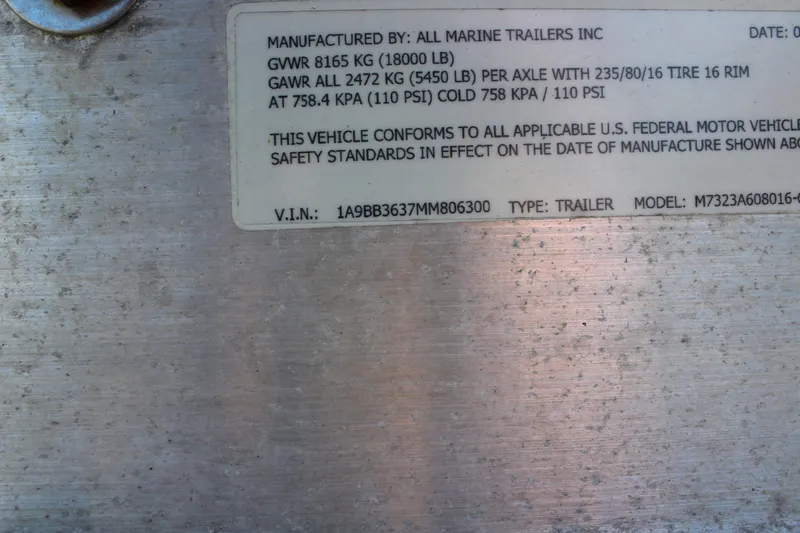 MANUFACTURED BY: ALL MARINE TRAILERS INC DATE: 0
GVWR 8165 KG (18000 LB)
GAWR ALL 2472 KG (5450 LB) PER AXLE WITH 235/80/16 TIRE 16 RIM
AT 758.4 KPA (110 PSI) COLD 758 KPA / 110 PSI
THIS VEHICLE CONFORMS TO ALL APPLICABLE U.S. FEDERAL MOTOR VEHICLE
SAFETY STANDARDS IN EFFECT ON THE DATE OF MANUFACTURE SHOWN
V.I.N.: 1A9BB3637MM806300 TYPE: TRAILER MODEL: M7323A608016-